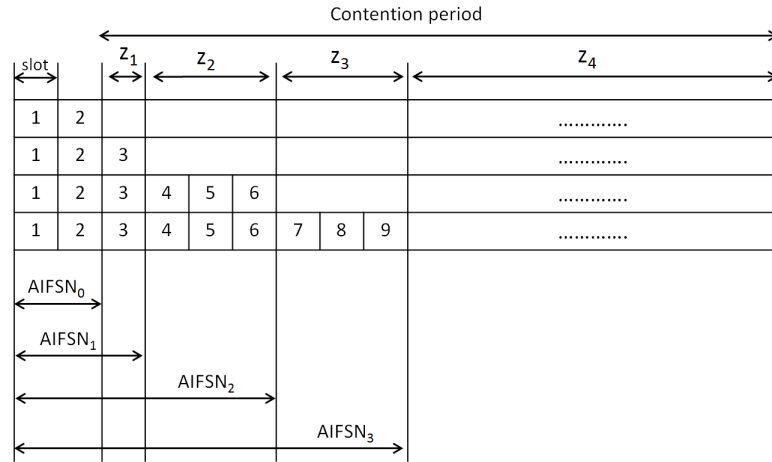 Contention period
slot z₁ z₂ z₃ z₄
1 2 ………….
1 2 3 ………….
1 2 3 4 5 6 ………….
1 2 3 4 5 6 7 8 9 ………….
AIFSN₀
AIFSN₁
AIFSN₂
AIFSN₃